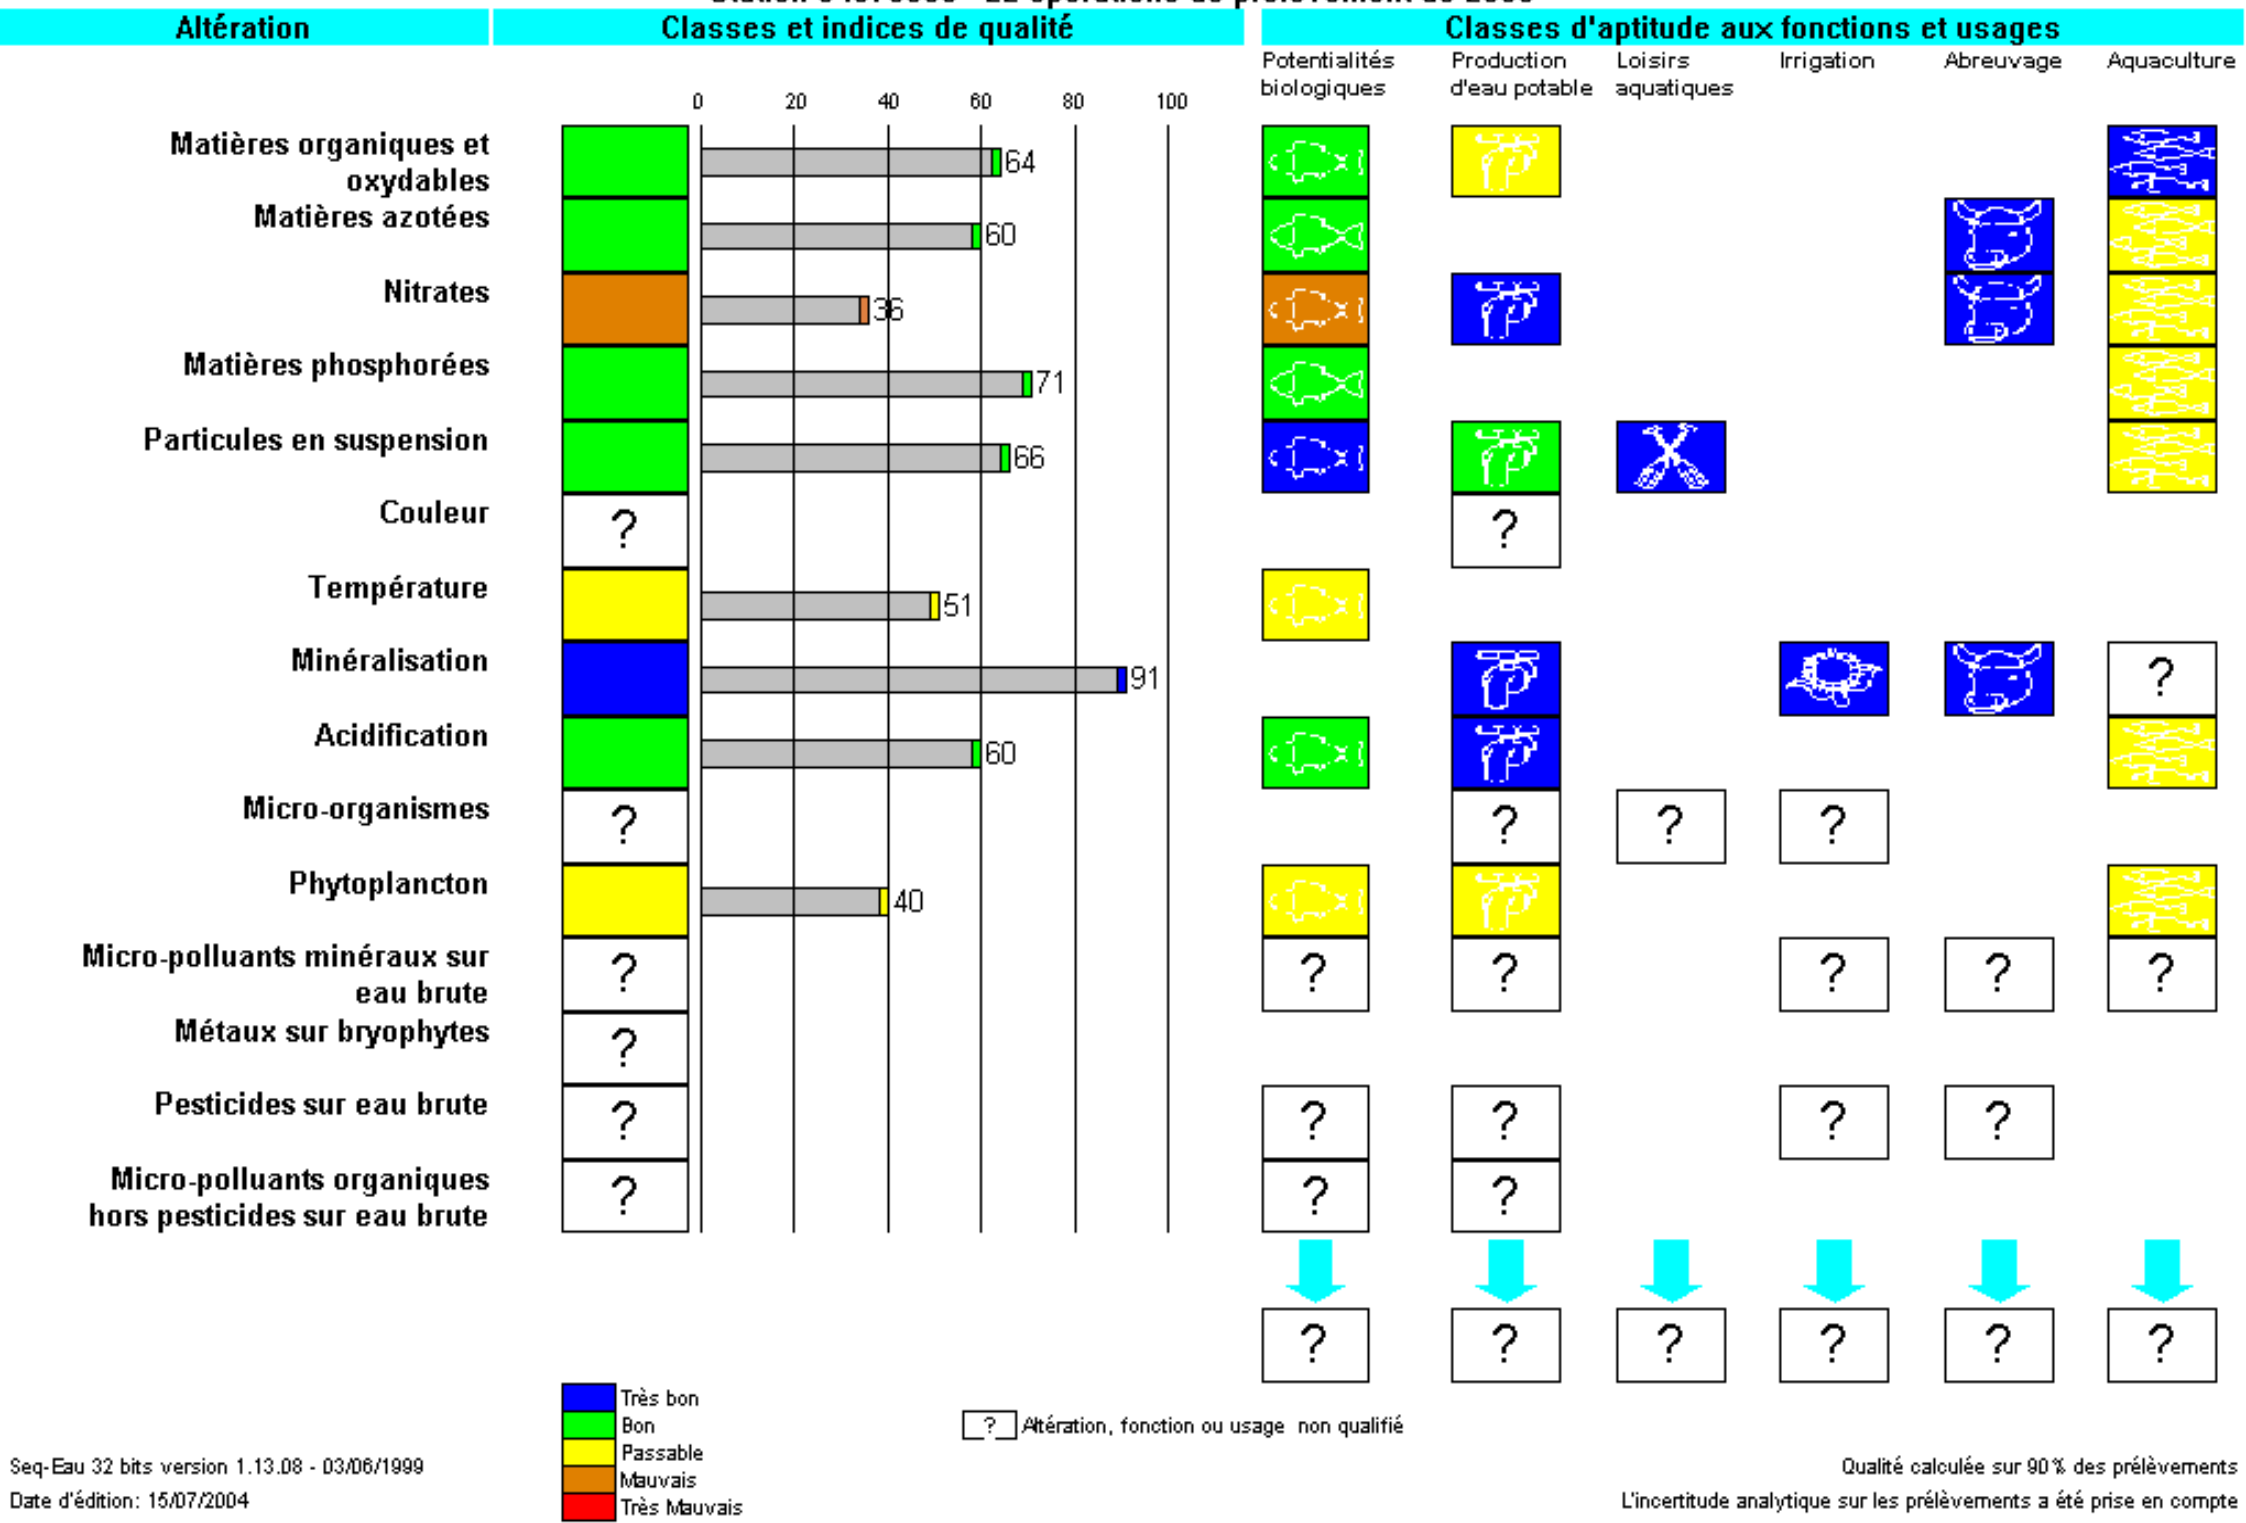 Altération
Classes et indices de qualité
Classes d'aptitude aux fonctions et usages
Potentialités
biologiques
Production
d'eau potable
Loisirs
aquatiques
Irrigation
Abreuvage
Aquaculture
0 20 40 60 80 100
Matières organiques et
oxydables
64
Matières azotées
60
Nitrates
36
Matières phosphorées
71
Particules en suspension
66
Couleur
? ?
Température
51
Minéralisation
91 ?
Acidification
60
Micro-organismes
? ? ? ?
Phytoplancton
40
Micro-polluants minéraux sur
eau brute
? ? ? ? ? ?
Métaux sur bryophytes
?
Pesticides sur eau brute
? ? ? ? ?
Micro-polluants organiques
hors pesticides sur eau brute
? ? ?
? ? ? ? ? ?
Très bon
Bon
Passable
Mauvais
Très Mauvais
? Altération, fonction ou usage non qualifié
Seq-Eau 32 bits version 1.13.08 - 03/06/1999
Date d'édition: 15/07/2004
Qualité calculée sur 90% des prélèvements
L'incertitude analytique sur les prélèvements a été prise en compte